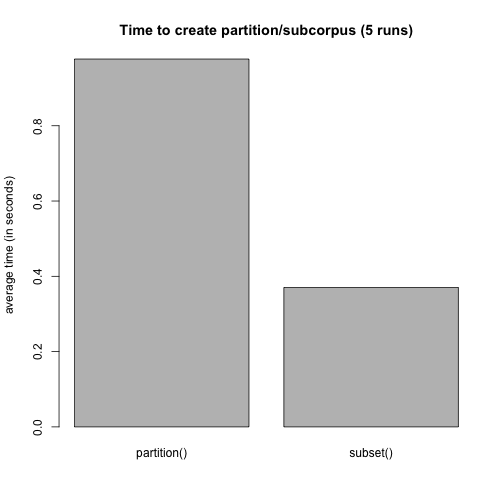 Time to create partition/subcorpus (5 runs)
average time (in seconds)
0.8
0.6
0.4
0.2
0.0
partition()
subset()